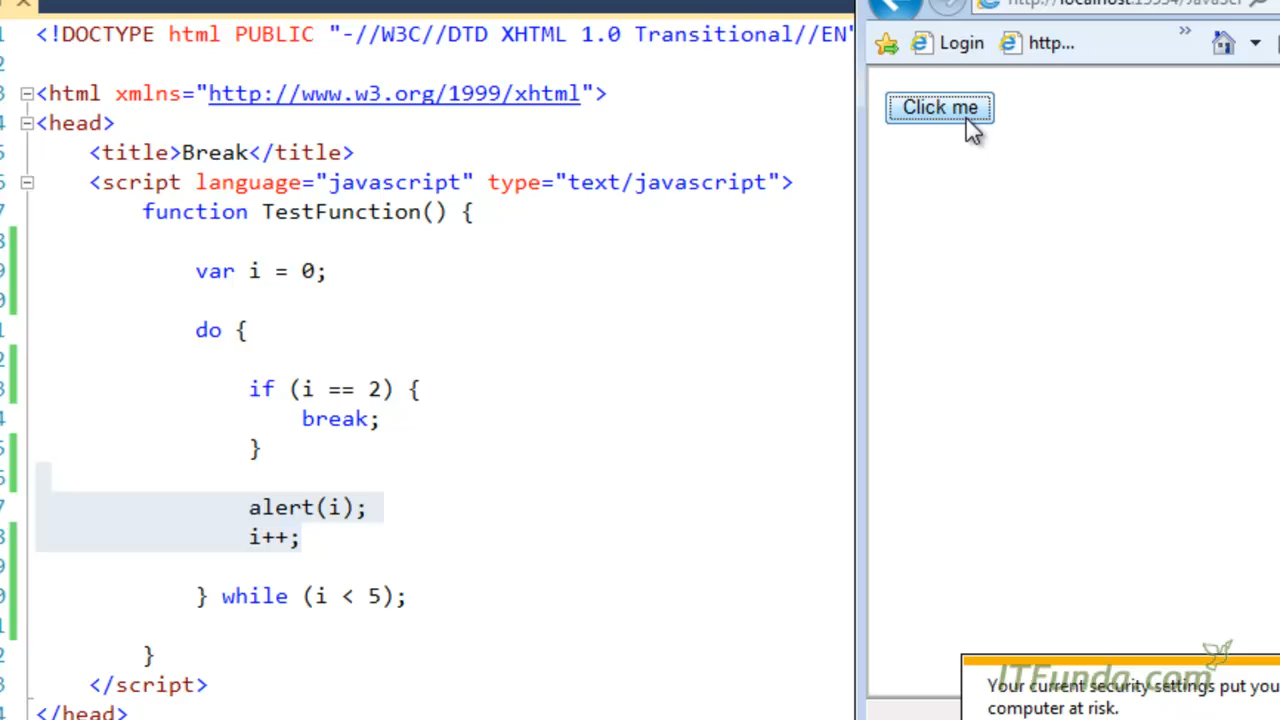 <!DOCTYPE html PUBLIC "-//W3C//DTD XHTML 1.0 Transitional//EN"
<html xmlns="http://www.w3.org/1999/xhtml">
<head>
<title>Break</title>
<script language="javascript" type="text/javascript">
function TestFunction() {
var i = 0;
do {
if (i == 2) {
break;
}
alert(i);
i++;
} while (i < 5);
}
</script>
</head>
Login http...
Click me
ITFunda.com
Your current security settings put you
computer at risk.